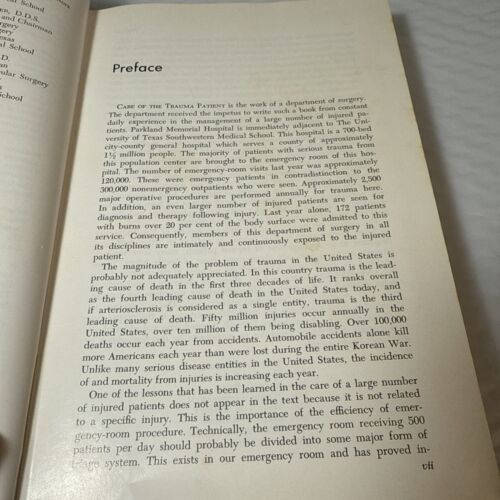 ical School
ER, D.D.S.
and Chairman
rgery
exas
al School
.D.
an
cular Surgery
as
School
Preface
CARE OF THE TRAUMA PATIENT is the work of a department of surgery.
The department received the impetus to write such a book from constant
daily experience in the management of a large number of injured pa-
tients. Parkland Memorial Hospital is immediately adjacent to The Uni-
versity of Texas Southwestern Medical School. This hospital is a 700-bed
city-county general hospital which serves a county of approximately
1½ million people. The majority of patients with serious trauma from
this population center are brought to the emergency room of this hos-
pital. The number of emergency-room visits last year was approximately
120,000. These were emergency patients in contradistinction to the
300,000 nonemergency outpatients who were seen. Approximately 2,500
major operative procedures are performed annually for trauma here.
In addition, an even larger number of injured patients are seen for
diagnosis and therapy following injury. Last year alone, 172 patients
with burns over 20 per cent of the body surface were admitted to this
service. Consequently, members of this department of surgery in all
its disciplines are intimately and continuously exposed to the injured
patient.
The magnitude of the problem of trauma in the United States is
probably not adequately appreciated. In this country trauma is the lead-
ing cause of death in the first three decades of life. It ranks overall
as the fourth leading cause of death in the United States today, and
if arteriosclerosis is considered as a single entity, trauma is the third
leading cause of death. Fifty million injuries occur annually in the
United States, over ten million of them being disabling. Over 100,000
deaths occur each year from accidents. Automobile accidents alone kill
more Americans each year than were lost during the entire Korean War.
Unlike many serious disease entities in the United States, the incidence
of and mortality from injuries is increasing each year.
One of the lessons that has been learned in the care of a large number
of injured patients does not appear in the text because it is not related
to a specific injury. This is the importance of the efficiency of emer-
gency-room procedure. Technically, the emergency room receiving 500
patients per day should probably be divided into some major form of
triage system. This exists in our emergency room and has proved in-
vii